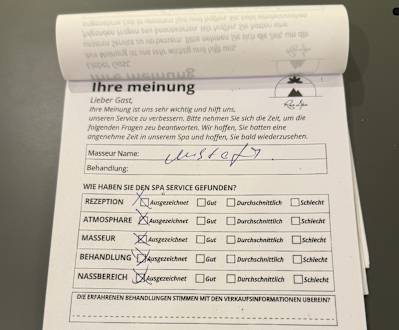 Ihre meinung
Lieber Gast,
Ihre Meinung ist uns sehr wichtig und hilft uns,
unseren Service zu verbessern. Bitte nehmen Sie sich die Zeit, um die
folgenden Fragen zeu beantworten. Wir hoffen, Sie hatten eine
angenehme Zeit in unserem Spa und hoffen, Sie bald wiederzusehen.
Masseur Name:
Behandlung:
WIE HABEN SIE DEN SPA SERVICE GEFUNDEN?
REZEPTION Ausgezeichnet Gut Durchschnittlich Schlecht
ATMOSPHARE Ausgezeichnet Gut Durchschnittlich Schlecht
MASSEUR Ausgezeichnet Gut Durchschnittlich Schlecht
BEHANDLUNG Ausgezeichnet Gut Durchschnittlich Schlecht
NASSBEREICH Ausgezeichnet Gut Durchschnittlich Schlecht
DIE ERFAHRENEN BEHANDLUNGEN STIMMEN MIT DEN VERKAUFSINFORMATIONEN ÜBEREIN?